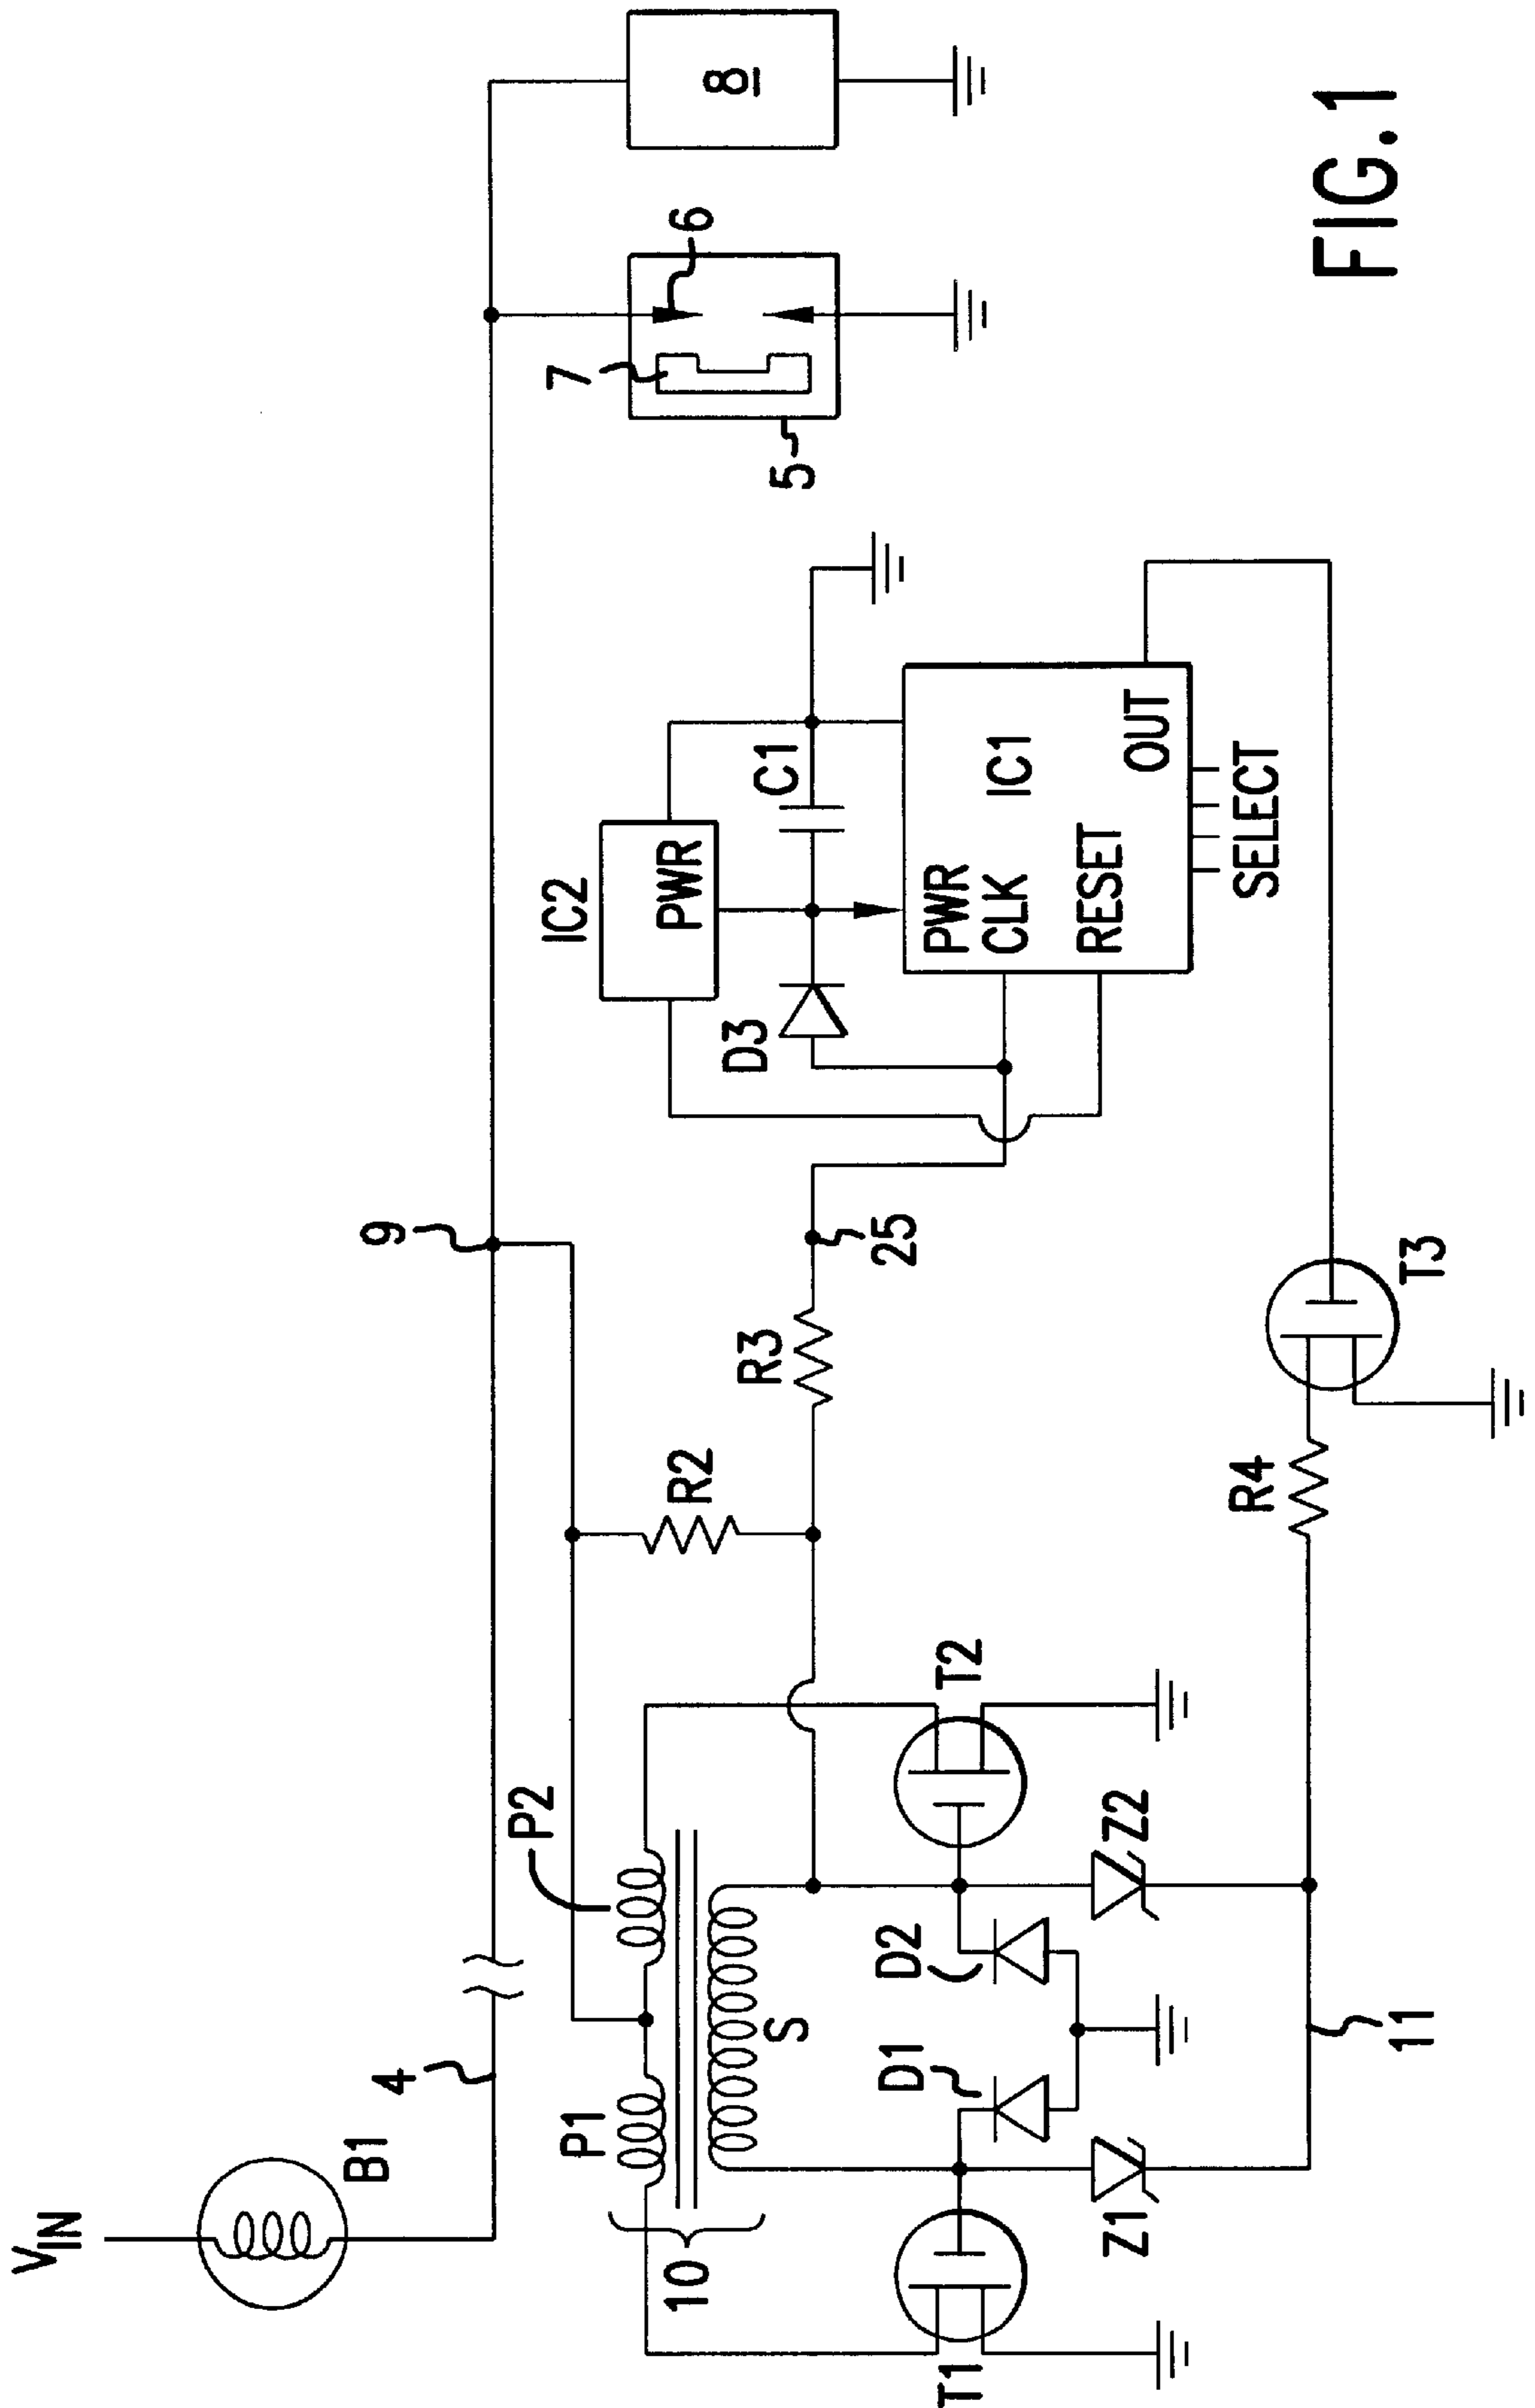 VIN
B1
4
9
8
6
7
5
P1
P2
10
S
R2
R3
25
IC2
PWR
D3
C1
PWR
CLK
IC1
RESET
OUT
SELECT
T1
T2
D1
D2
Z1
Z2
11
R4
T3
FIG.1